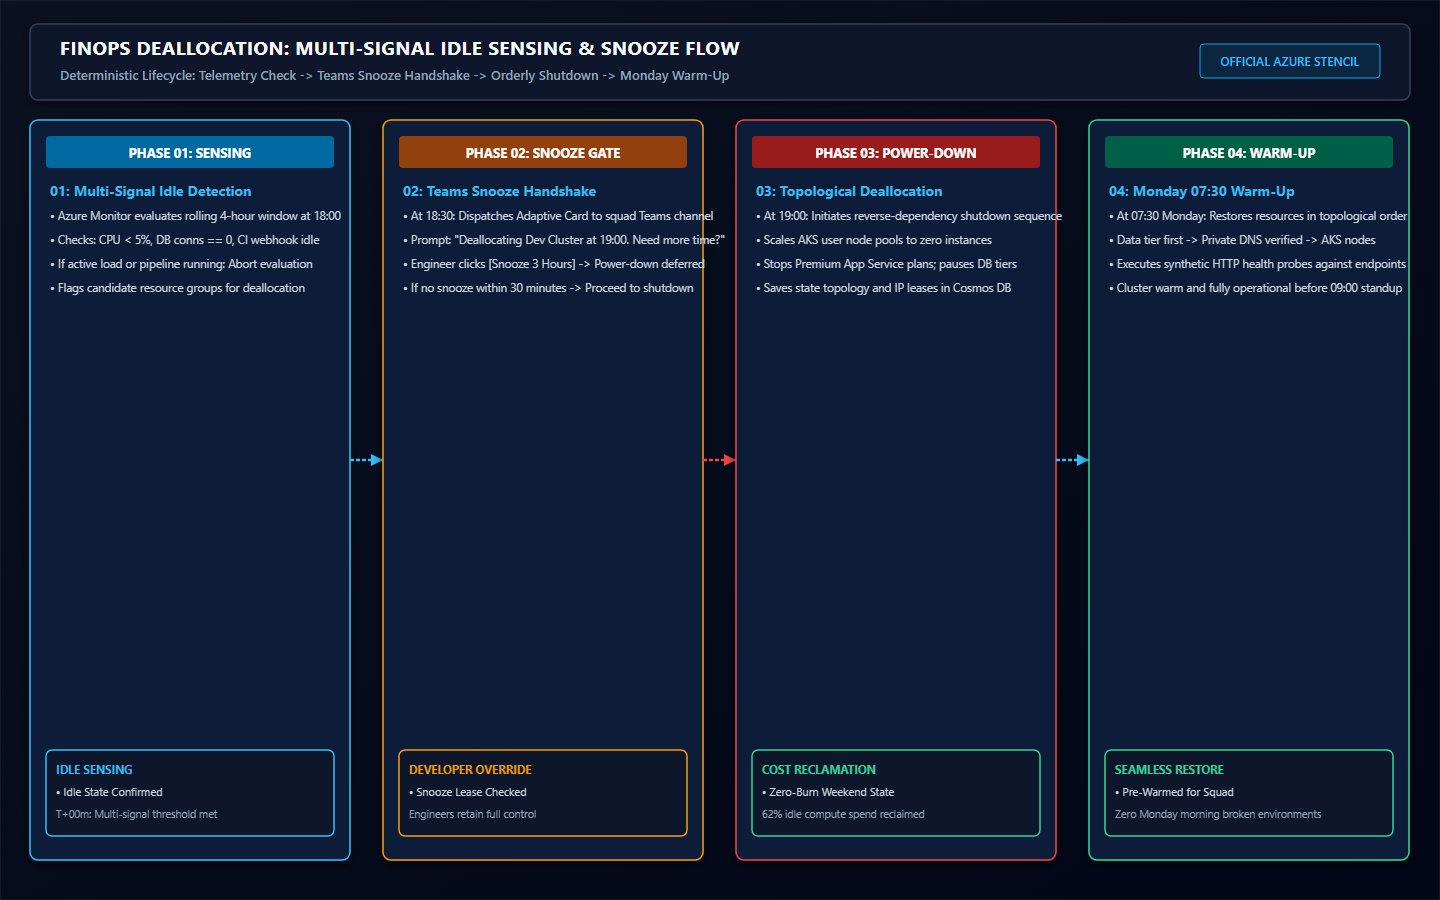 FINOPS DEALLOCATION: MULTI-SIGNAL IDLE SENSING & SNOOZE FLOW
Deterministic Lifecycle: Telemetry Check -> Teams Snooze Handshake -> Orderly Shutdown -> Monday Warm-Up
OFFICIAL AZURE STENCIL
PHASE 01: SENSING
01: Multi-Signal Idle Detection
• Azure Monitor evaluates rolling 4-hour window at 18:00
• Checks: CPU < 5%, DB conns == 0, CI webhook idle
• If active load or pipeline running: Abort evaluation
• Flags candidate resource groups for deallocation
IDLE SENSING
• Idle State Confirmed
T+00m: Multi-signal threshold met
PHASE 02: SNOOZE GATE
02: Teams Snooze Handshake
• At 18:30: Dispatches Adaptive Card to squad Teams channel
• Prompt: "Deallocating Dev Cluster at 19:00. Need more time?"
• Engineer clicks [Snooze 3 Hours] -> Power-down deferred
• If no snooze within 30 minutes -> Proceed to shutdown
DEVELOPER OVERRIDE
• Snooze Lease Checked
Engineers retain full control
PHASE 03: POWER-DOWN
03: Topological Deallocation
• At 19:00: Initiates reverse-dependency shutdown sequence
• Scales AKS user node pools to zero instances
• Stops Premium App Service plans; pauses DB tiers
• Saves state topology and IP leases in Cosmos DB
COST RECLAMATION
• Zero-Burn Weekend State
62% idle compute spend reclaimed
PHASE 04: WARM-UP
04: Monday 07:30 Warm-Up
• At 07:30 Monday: Restores resources in topological order
• Data tier first -> Private DNS verified -> AKS nodes
• Executes synthetic HTTP health probes against endpoints
• Cluster warm and fully operational before 09:00 standup
SEAMLESS RESTORE
• Pre-Warmed for Squad
Zero Monday morning broken environments